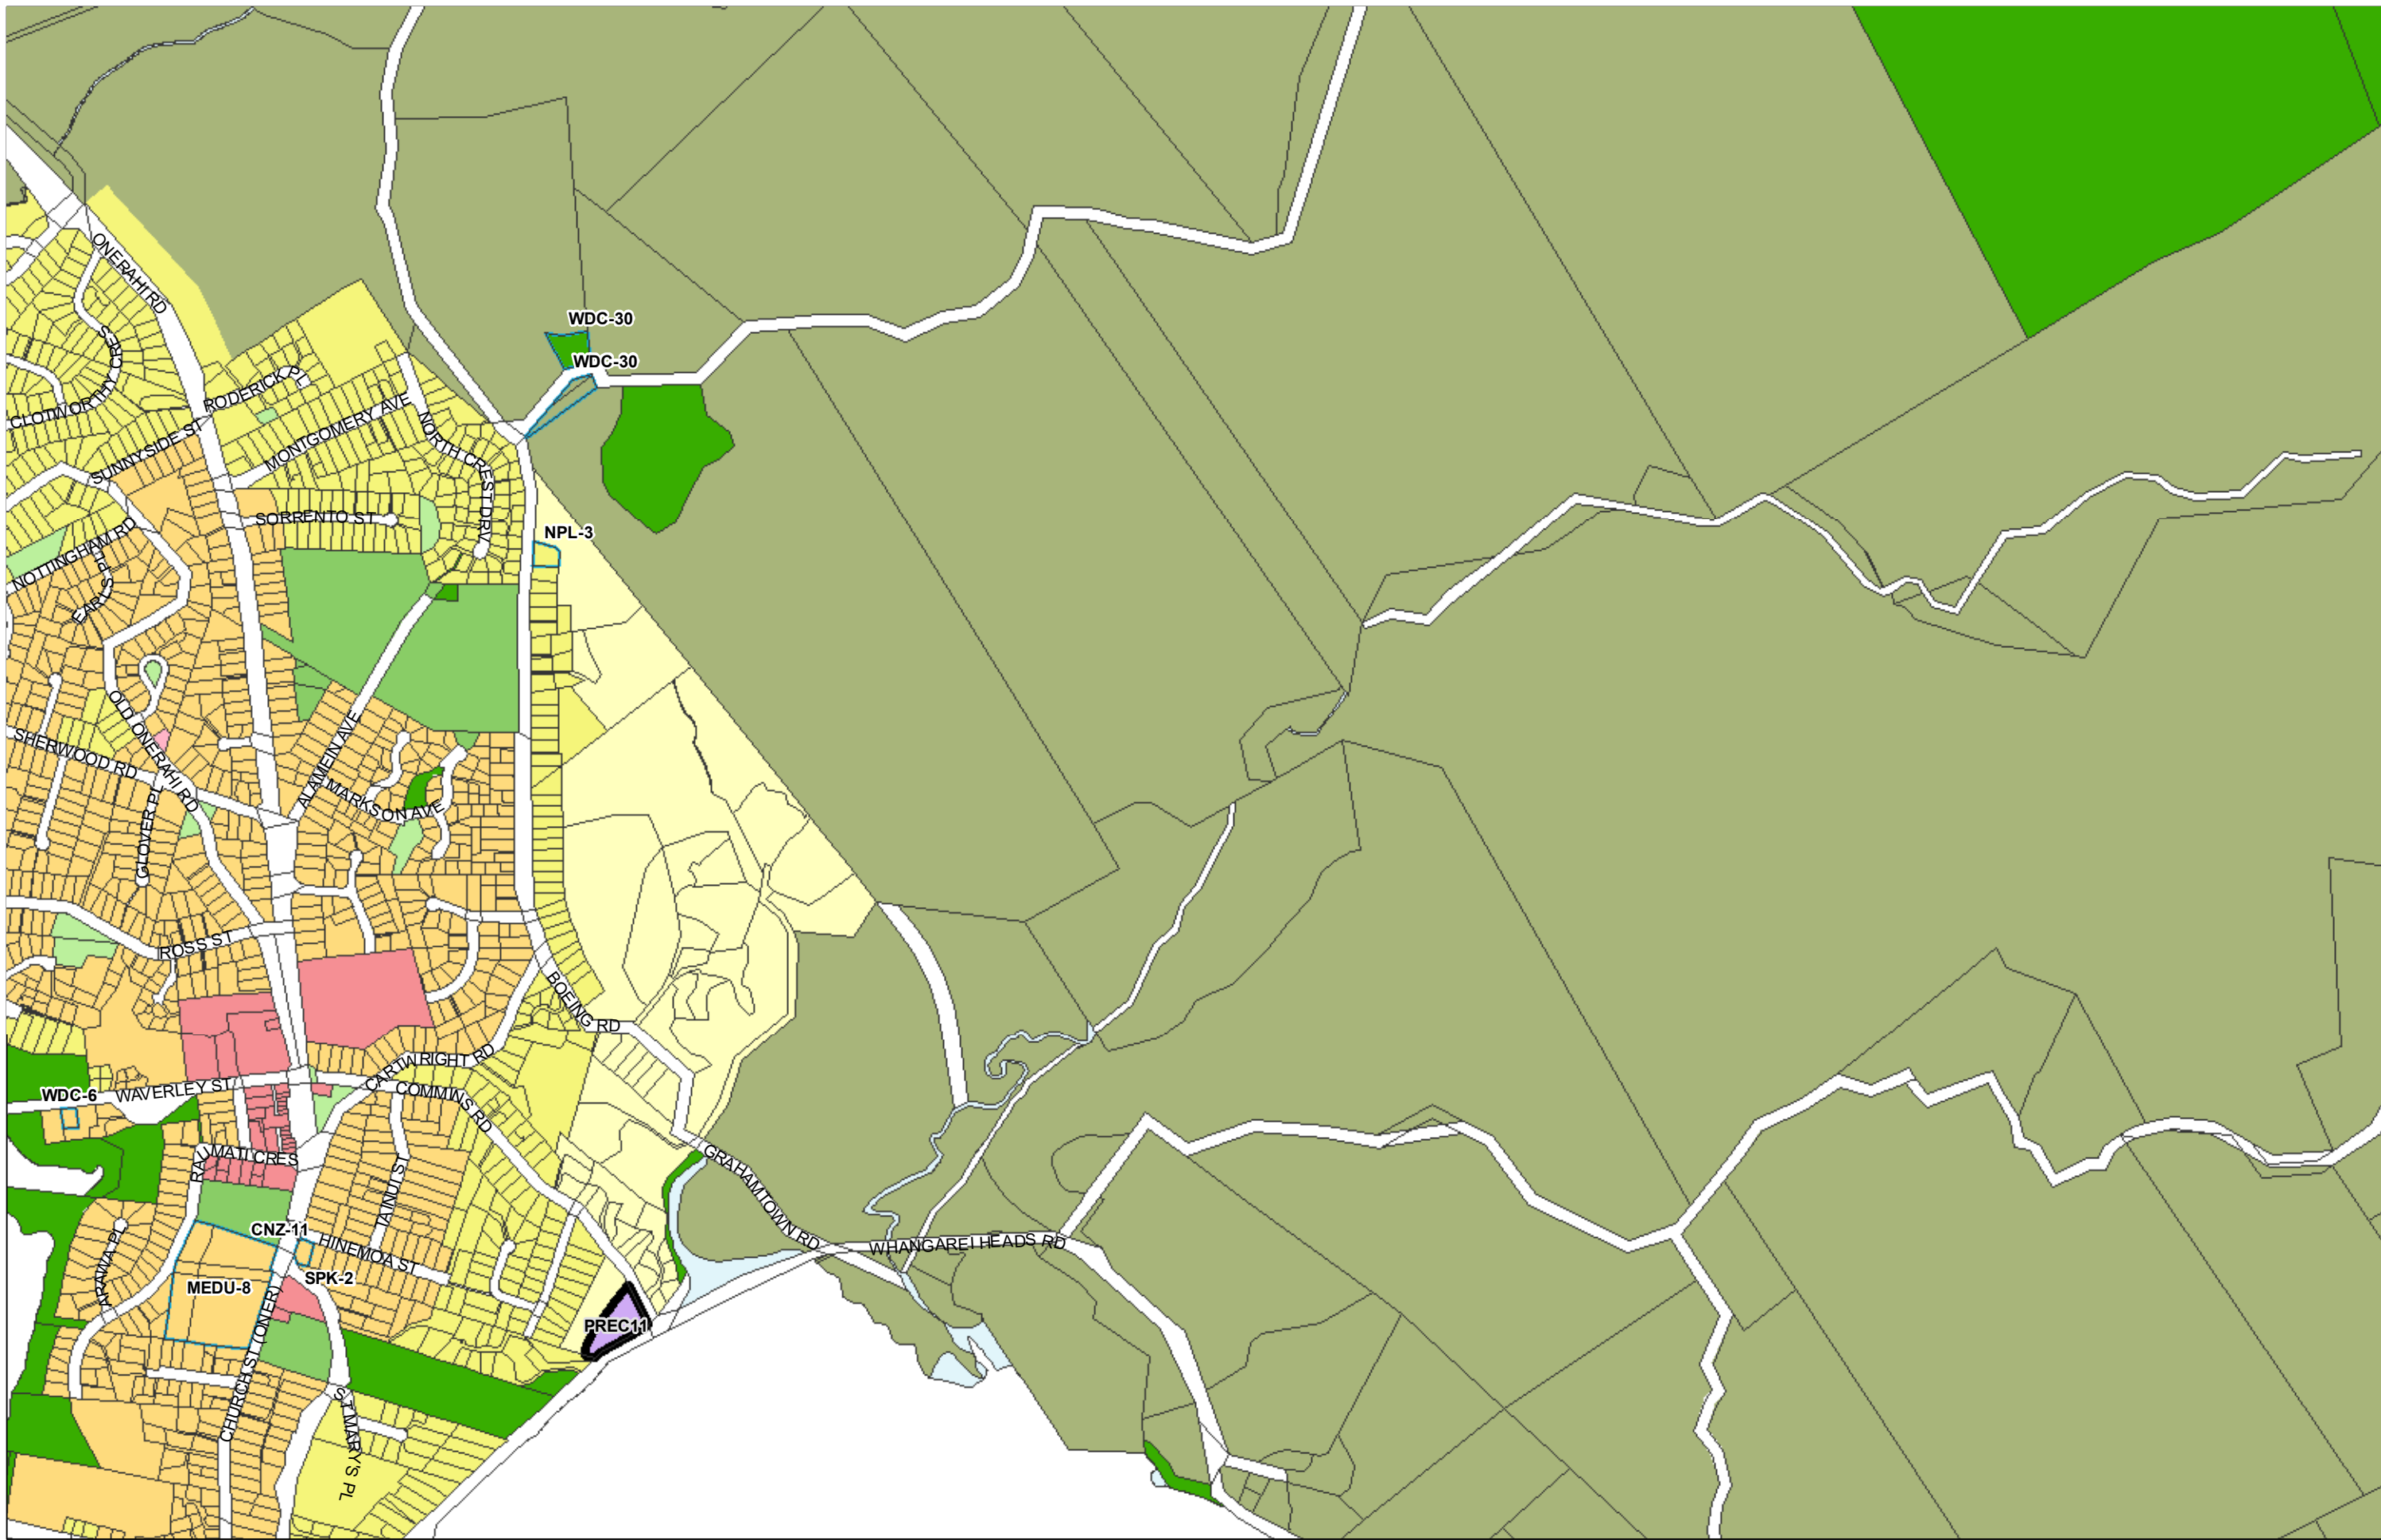 ONERAHI RD
CRES
WDC-30
WDC-30
RODERICK PL
CLOTWORTHY
SUNNYSIDE ST
MONTGOMERY AVE
NORTH CREST DRV
SORRENTO ST
NPL-3
NOTTINGHAM RD
EARLS PL
OLD ONERAHI RD
SHERWOOD RD
ALAMEIN AVE
MARKSON AVE
GLOVER PL
ROSS ST
BOEING RD
CARTWRIGHT RD
WDC-6
WAVERLEY ST
COMMWS RD
RAUMATI CRES
GRAHAMTOWN RD
TAINUI ST
CNZ-11
HINEMOA ST
WHANGAREI HEADS RD
ARAWA PL
SPK-2
MEDU-8
PREC11
CHURCH ST (ONER)
ST MARY'S PL